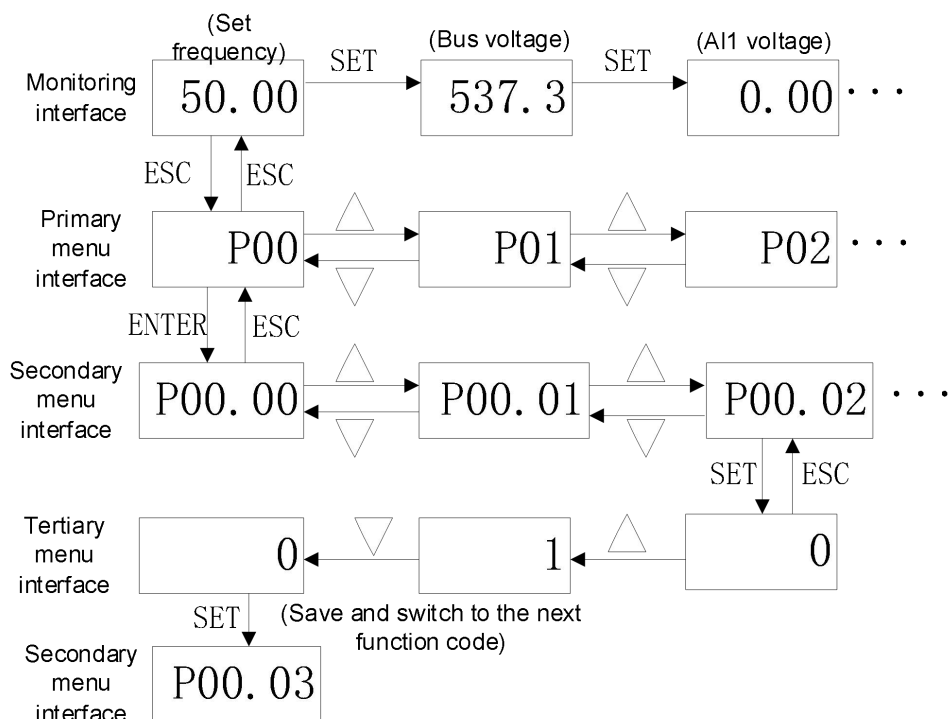 (Set
frequency)
(Bus voltage)
(AI1 voltage)
SET
SET
Monitoring
interface
50.00
537.3
0.00
...
ESC
ESC
Primary
menu
interface
P00
P01
P02
...
ENTER
ESC
Secondary
menu
interface
P00.00
P00.01
P00.02
...
SET
ESC
Tertiary
menu
interface
0
1
0
SET
(Save and switch to the next
function code)
Secondary
menu
interface
P00.03